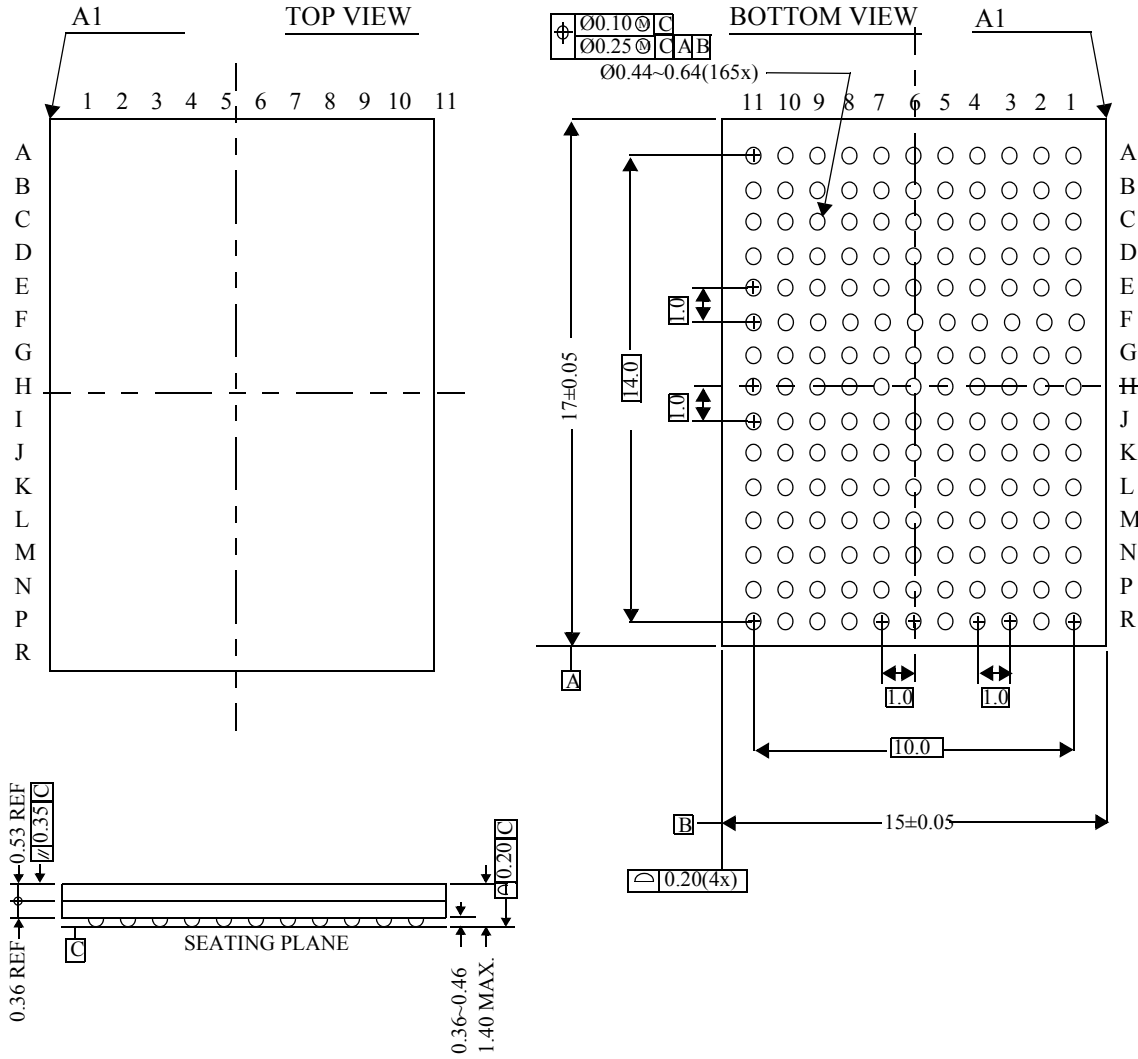 A1
TOP VIEW
1 2 3 4 5 6 7 8 9 10 11
A
B
C
D
E
F
G
H
I
J
K
L
M
N
P
R
⌖ Ø0.10 Ⓜ C
Ø0.25 Ⓜ C A B
BOTTOM VIEW
A1
Ø0.44~0.64(165x)
11 10 9 8 7 6 5 4 3 2 1
A
B
C
D
E
F
G
H
J
K
L
M
N
P
R
1.0
1.0
14.0
17±0.05
A
1.0
1.0
10.0
B
15±0.05
⌓ 0.20(4x)
0.53 REF
// 0.35 C
0.36 REF
C
SEATING PLANE
⌓ 0.20 C
0.36~0.46
1.40 MAX.